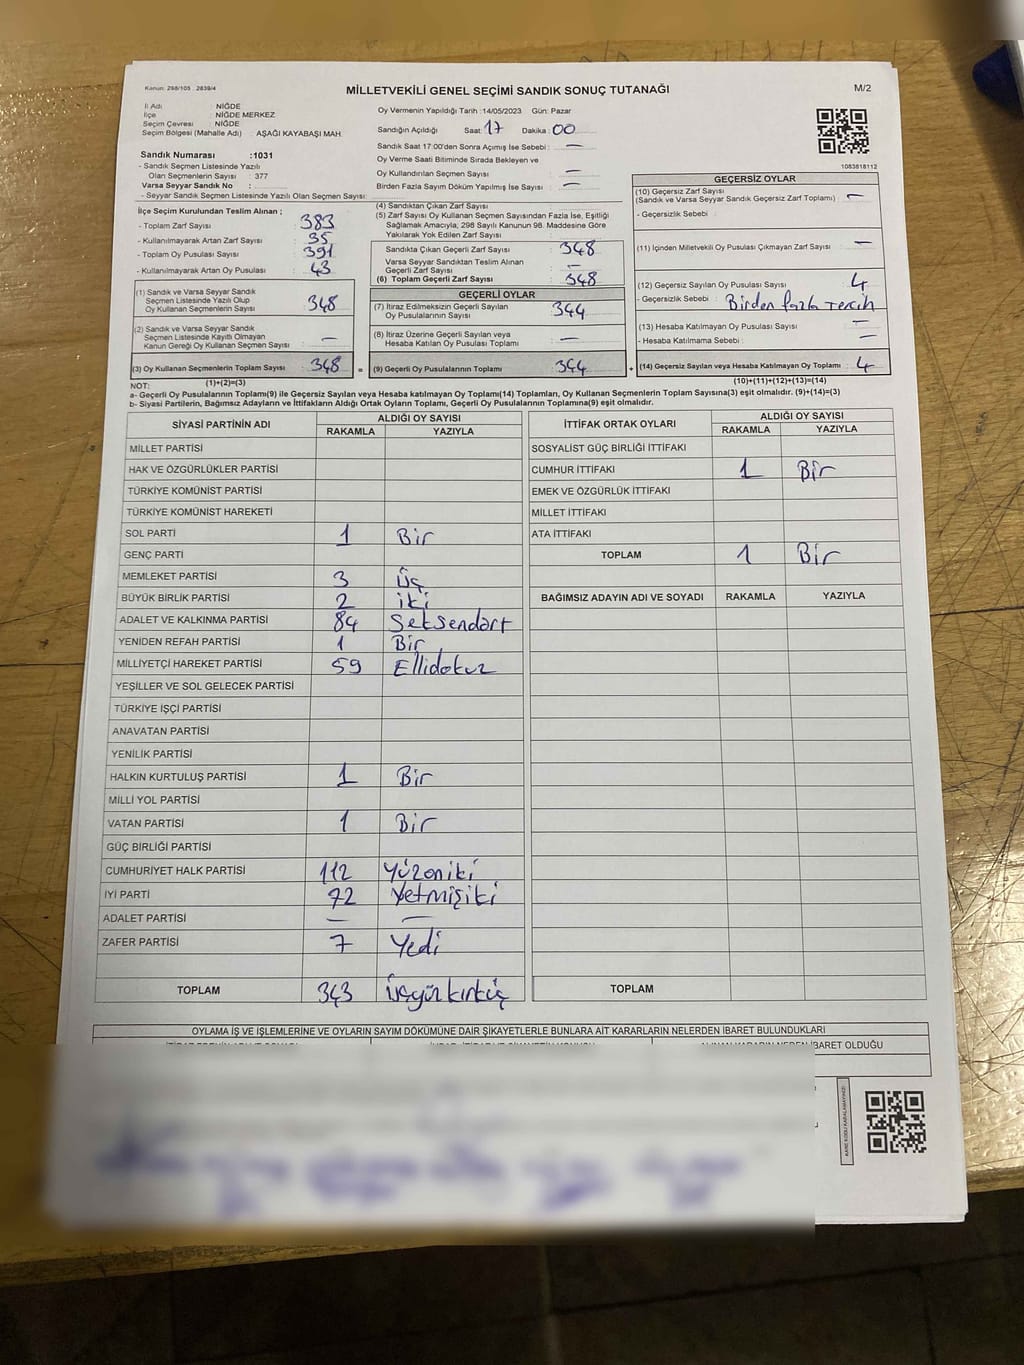 Kanun: 298/105 . 2839/4
MİLLETVEKİLİ GENEL SEÇİMİ SANDIK SONUÇ TUTANAĞI
M/2
İl Adı : NİĞDE
İlçe : NİĞDE MERKEZ
Seçim Çevresi : NİĞDE
Seçim Bölgesi (Mahalle Adı) : AŞAĞI KAYABAŞI MAH.
Sandık Numarası :1031
- Sandık Seçmen Listesinde Yazılı
Olan Seçmenlerin Sayısı : 377
Varsa Seyyar Sandık No :
- Seyyar Sandık Seçmen Listesinde Yazılı Olan Seçmen Sayısı:
Oy Vermenin Yapıldığı Tarih :14/05/2023 Gün: Pazar
Sandığın Açıldığı Saat: 17 Dakika: 00
Sandık Saat 17:00'den Sonra Açımış İse Sebebi : —
Oy Verme Saati Bitiminde Sırada Bekleyen ve
Oy Kullandırılan Seçmen Sayısı : —
Birden Fazla Sayım Döküm Yapılmış İse Sayısı : —
1083818112
İlçe Seçim Kurulundan Teslim Alınan ;
- Toplam Zarf Sayısı : 383
- Kullanılmayarak Artan Zarf Sayısı : 35
- Toplam Oy Pusulası Sayısı : 391
- Kullanılmayarak Artan Oy Pusulası : 43
(4) Sandıktan Çıkan Zarf Sayısı :
(5) Zarf Sayısı Oy Kullanan Seçmen Sayısından Fazla İse, Eşitliği
Sağlamak Amacıyla; 298 Sayılı Kanunun 98. Maddesine Göre
Yakılarak Yok Edilen Zarf Sayısı :
Sandıkta Çıkan Geçerli Zarf Sayısı : 348
Varsa Seyyar Sandıktan Teslim Alınan
Geçerli Zarf Sayısı : —
(6) Toplam Geçerli Zarf Sayısı : 348
GEÇERSİZ OYLAR
(10) Geçersiz Zarf Sayısı
(Sandık ve Varsa Seyyar Sandık Geçersiz Zarf Toplamı) : —
- Geçersizlik Sebebi :
(11) İçinden Milletvekili Oy Pusulası Çıkmayan Zarf Sayısı : —
(12) Geçersiz Sayılan Oy Pusulası Sayısı : 4
- Geçersizlik Sebebi : Birden fazla tercih
(13) Hesaba Katılmayan Oy Pusulası Sayısı : —
- Hesaba Katılmama Sebebi : —
(1) Sandık ve Varsa Seyyar Sandık
Seçmen Listesinde Yazılı Olup
Oy Kullanan Seçmenlerin Sayısı : 348
(2) Sandık ve Varsa Seyyar Sandık
Seçmen Listesinde Kayıtlı Olmayan
Kanun Gereği Oy Kullanan Seçmen Sayısı : —
GEÇERLİ OYLAR
(7) İtiraz Edilmeksizin Geçerli Sayılan
Oy Pusulalarının Sayısı : 344
(8) İtiraz Üzerine Geçerli Sayılan veya
Hesaba Katılan Oy Pusulası Toplamı : —
(3) Oy Kullanan Seçmenlerin Toplam Sayısı : 348 = (9) Geçerli Oy Pusulalarının Toplamı : 344 + (14) Geçersiz Sayılan veya Hesaba Katılmayan Oy Toplamı : 4
(1)+(2)=(3) (10)+(11)+(12)+(13)=(14)
NOT:
a- Geçerli Oy Pusulalarının Toplamı(9) ile Geçersiz Sayılan veya Hesaba katılmayan Oy Toplamı(14) Toplamları, Oy Kullanan Seçmenlerin Toplam Sayısına(3) eşit olmalıdır. (9)+(14)=(3)
b- Siyasi Partilerin, Bağımsız Adayların ve İttifakların Aldığı Ortak Oyların Toplamı, Geçerli Oy Pusulalarının Toplamına(9) eşit olmalıdır.
SİYASİ PARTİNİN ADI ALDIĞI OY SAYISI
RAKAMLA YAZIYLA
MİLLET PARTİSİ
HAK VE ÖZGÜRLÜKLER PARTİSİ
TÜRKİYE KOMÜNİST PARTİSİ
TÜRKİYE KOMÜNİST HAREKETİ
SOL PARTİ 1 Bir
GENÇ PARTİ
MEMLEKET PARTİSİ 3 Üç
BÜYÜK BİRLİK PARTİSİ 2 iki
ADALET VE KALKINMA PARTİSİ 84 Seksendört
YENİDEN REFAH PARTİSİ 1 Bir
MİLLİYETÇİ HAREKET PARTİSİ 59 Ellidokuz
YEŞİLLER VE SOL GELECEK PARTİSİ
TÜRKİYE İŞÇİ PARTİSİ
ANAVATAN PARTİSİ
YENİLİK PARTİSİ
HALKIN KURTULUŞ PARTİSİ 1 Bir
MİLLİ YOL PARTİSİ
VATAN PARTİSİ 1 Bir
GÜÇ BİRLİĞİ PARTİSİ
CUMHURİYET HALK PARTİSİ 112 Yüzoniki
İYİ PARTİ 72 Yetmişiki
ADALET PARTİSİ — —
ZAFER PARTİSİ 7 Yedi
TOPLAM 343 Üçyüzkırküç
İTTİFAK ORTAK OYLARI ALDIĞI OY SAYISI
RAKAMLA YAZIYLA
SOSYALİST GÜÇ BİRLİĞİ İTTİFAKI
CUMHUR İTTİFAKI 1 Bir
EMEK VE ÖZGÜRLÜK İTTİFAKI
MİLLET İTTİFAKI
ATA İTTİFAKI
TOPLAM 1 Bir
BAĞIMSIZ ADAYIN ADI VE SOYADI RAKAMLA YAZIYLA
TOPLAM
OYLAMA İŞ VE İŞLEMLERİNE VE OYLARIN SAYIM DÖKÜMÜNE DAİR ŞİKAYETLERLE BUNLARA AİT KARARLARIN NELERDEN İBARET BULUNDUKLARI
ALINAN KARARIN NEDEN İBARET OLDUĞU